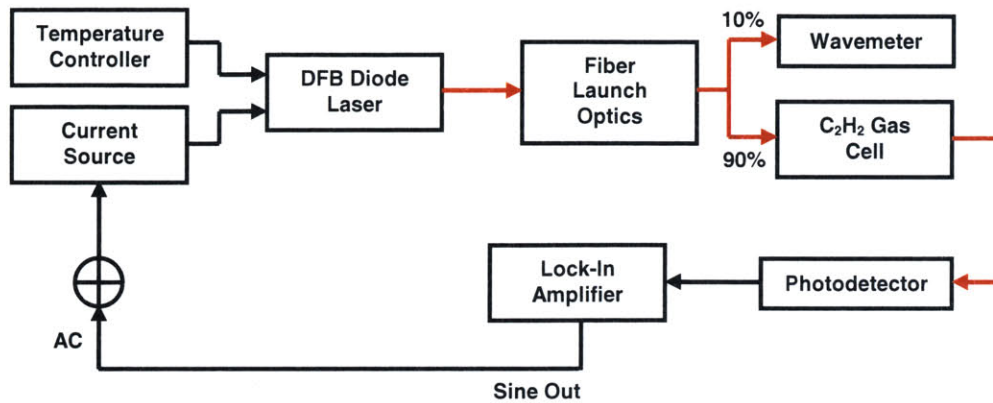 Temperature
Controller
Current
Source
DFB Diode
Laser
Fiber
Launch
Optics
10%
Wavemeter
90%
C₂H₂ Gas
Cell
Lock-In
Amplifier
Photodetector
AC
Sine Out